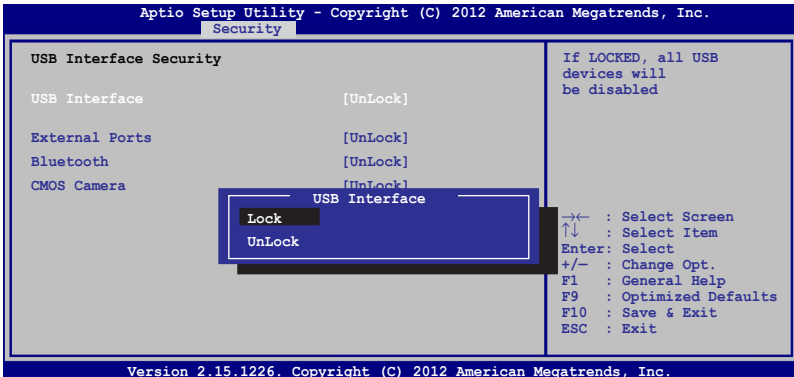 Aptio Setup Utility - Copyright (C) 2012 American Megatrends, Inc.
Security
USB Interface Security
USB Interface [UnLock]
External Ports [UnLock]
Bluetooth [UnLock]
CMOS Camera [UnLock]
USB Interface
Lock
UnLock
If LOCKED, all USB
devices will
be disabled
→← : Select Screen
↑↓ : Select Item
Enter: Select
+/— : Change Opt.
F1 : General Help
F9 : Optimized Defaults
F10 : Save & Exit
ESC : Exit
Version 2.15.1226. Copyright (C) 2012 American Megatrends, Inc.